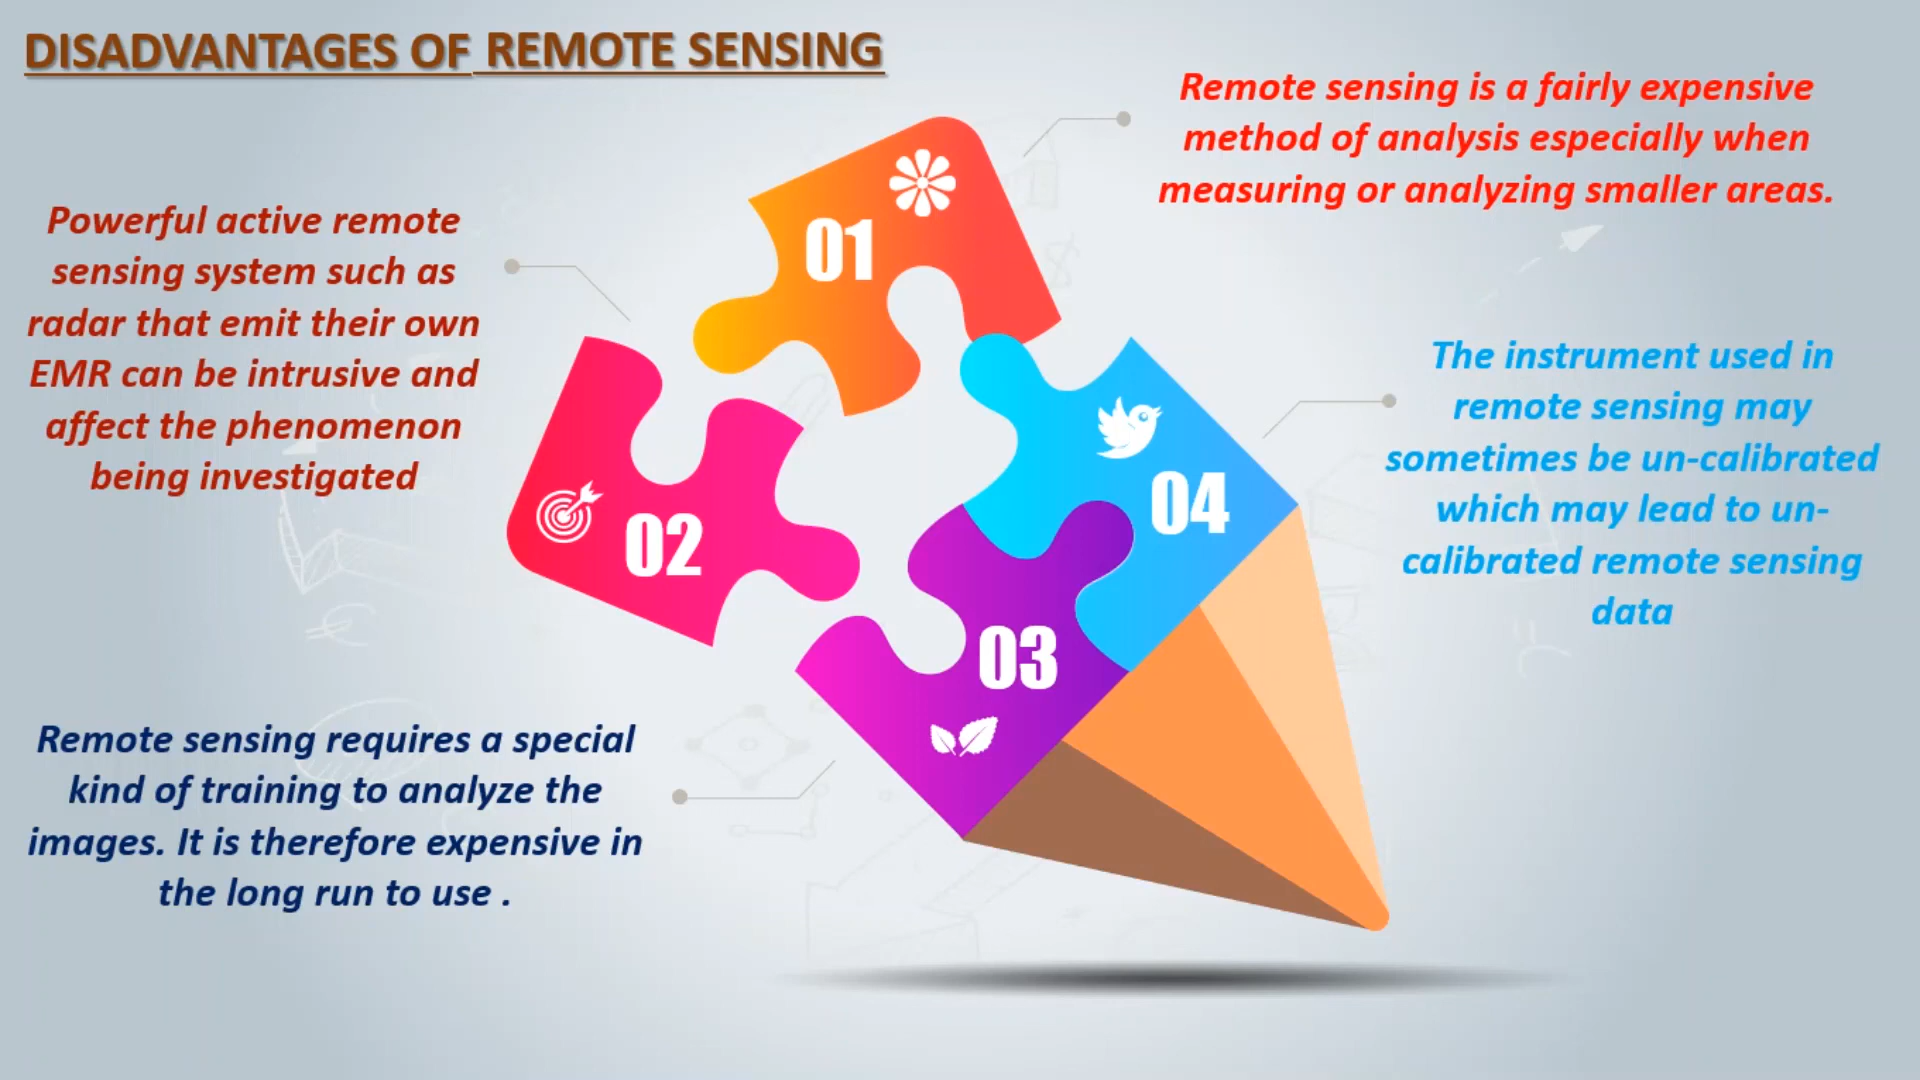 DISADVANTAGES OF REMOTE SENSING
01
Remote sensing is a fairly expensive
method of analysis especially when
measuring or analyzing smaller areas.
02
Powerful active remote
sensing system such as
radar that emit their own
EMR can be intrusive and
affect the phenomenon
being investigated
03
Remote sensing requires a special
kind of training to analyze the
images. It is therefore expensive in
the long run to use .
04
The instrument used in
remote sensing may
sometimes be un-calibrated
which may lead to un-
calibrated remote sensing
data